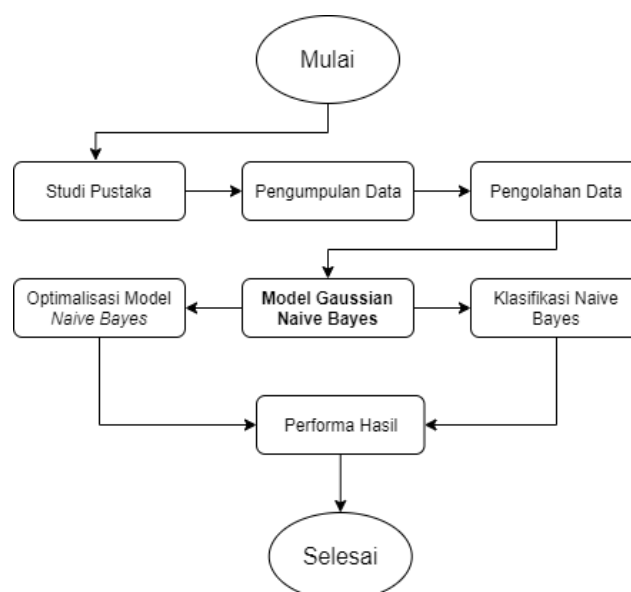 Mulai
Studi Pustaka
Pengumpulan Data
Pengolahan Data
Optimalisasi Model
Naive Bayes
Model Gaussian
Naive Bayes
Klasifikasi Naive
Bayes
Performa Hasil
Selesai